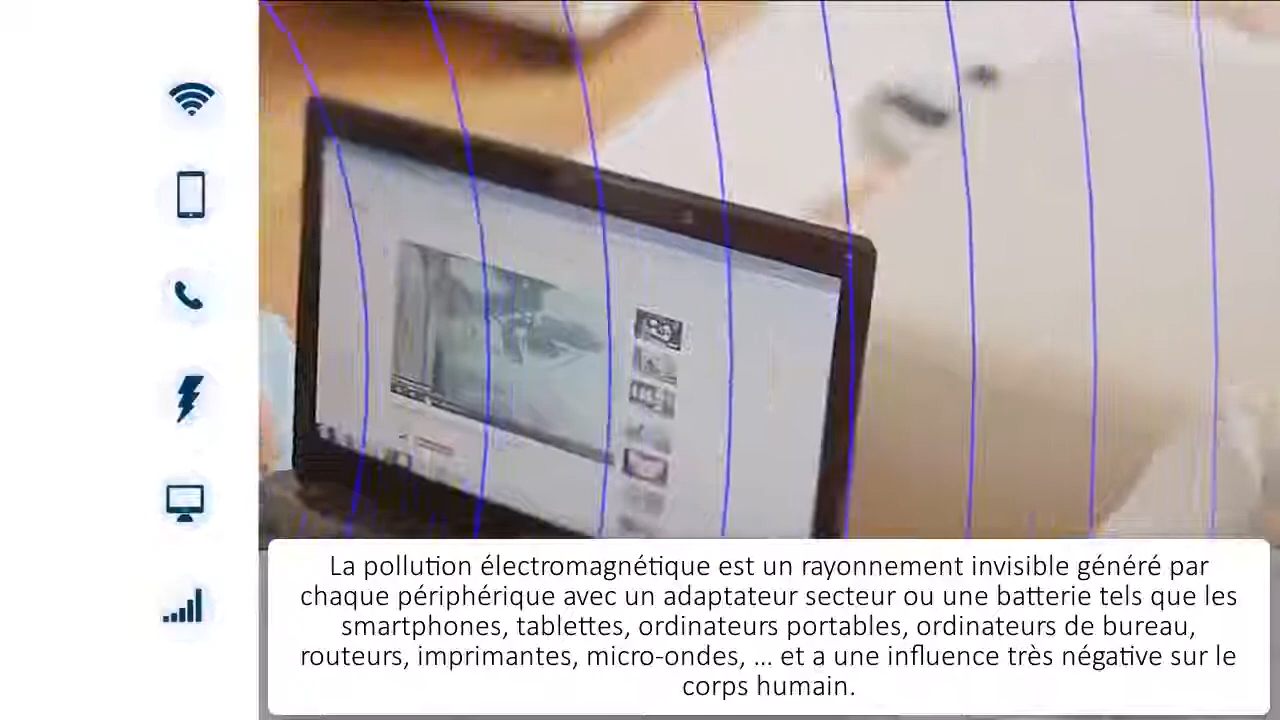 La pollution électromagnétique est un rayonnement invisible généré par
chaque périphérique avec un adaptateur secteur ou une batterie tels que les
smartphones, tablettes, ordinateurs portables, ordinateurs de bureau,
routeurs, imprimantes, micro-ondes, ... et a une influence très négative sur le
corps humain.